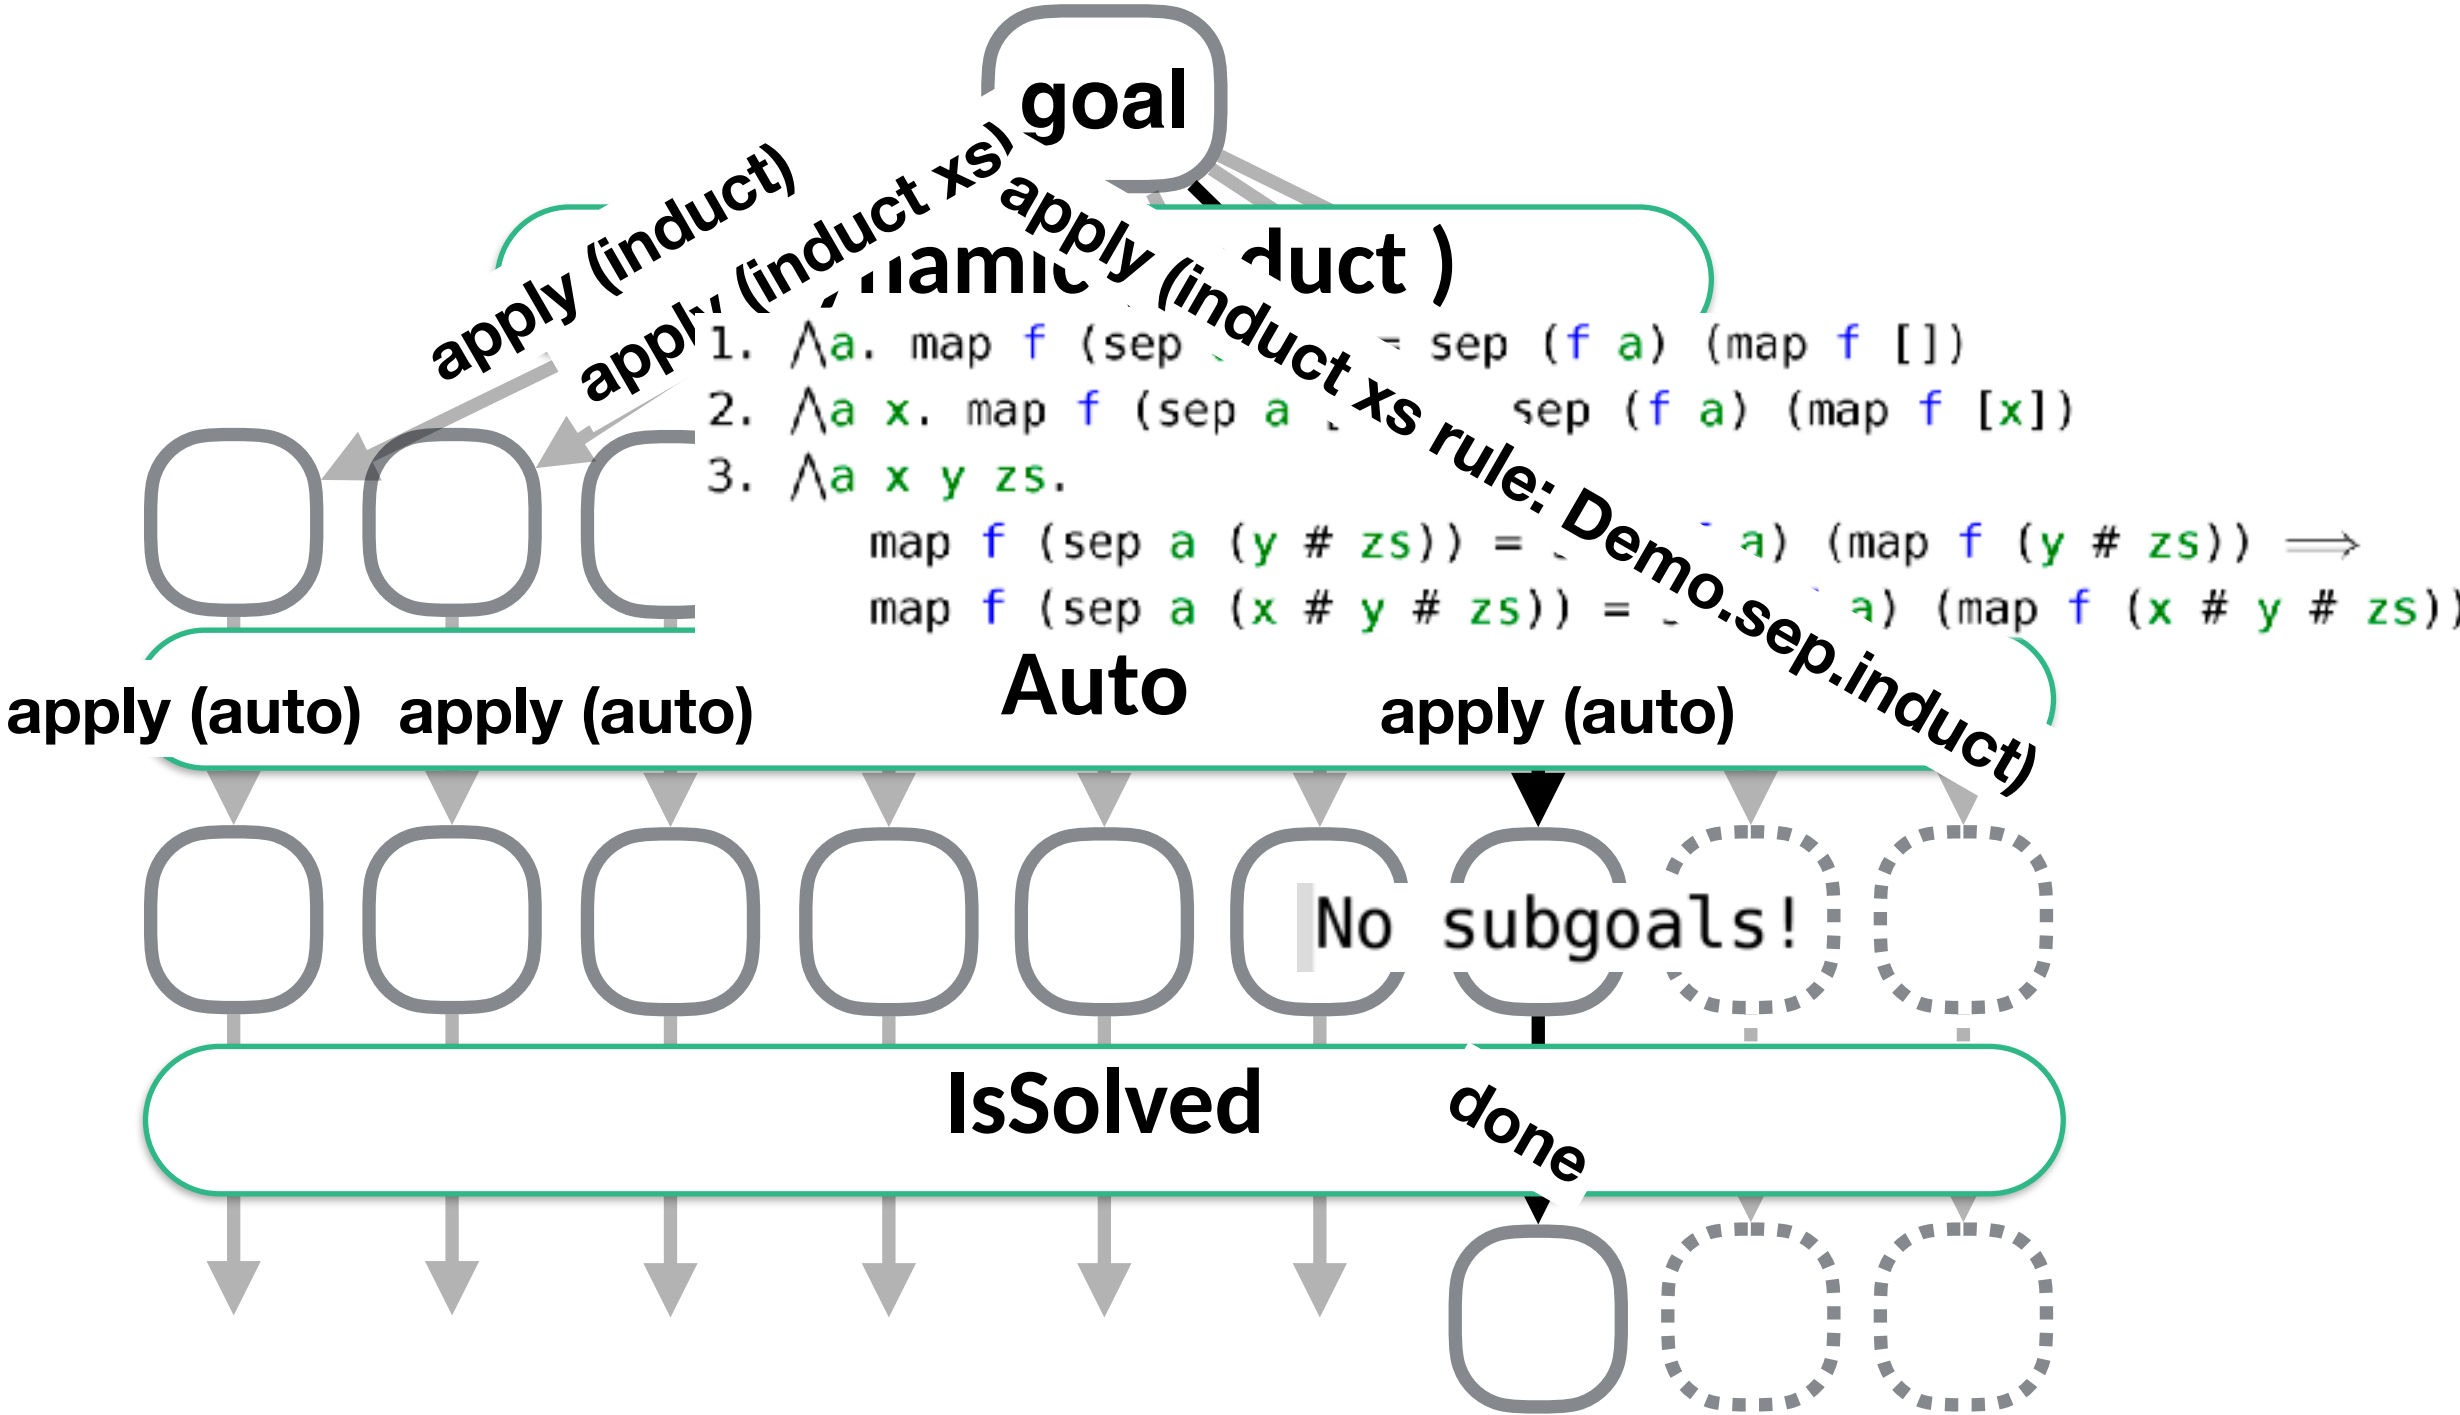 goal
apply (induct)
apply (induct xs)
apply (induct xs rule: Demo.sep.induct)
)
1. ⋀a. map f (sep = sep (f a) (map f [])
2. ⋀a x. map f (sep a sep (f a) (map f [x])
3. ⋀a x y zs.
map f (sep a (y # zs)) = a) (map f (y # zs)) ⟹
map f (sep a (x # y # zs)) = a) (map f (x # y # zs))
Auto
apply (auto) apply (auto) apply (auto)
No subgoals!
IsSolved
done